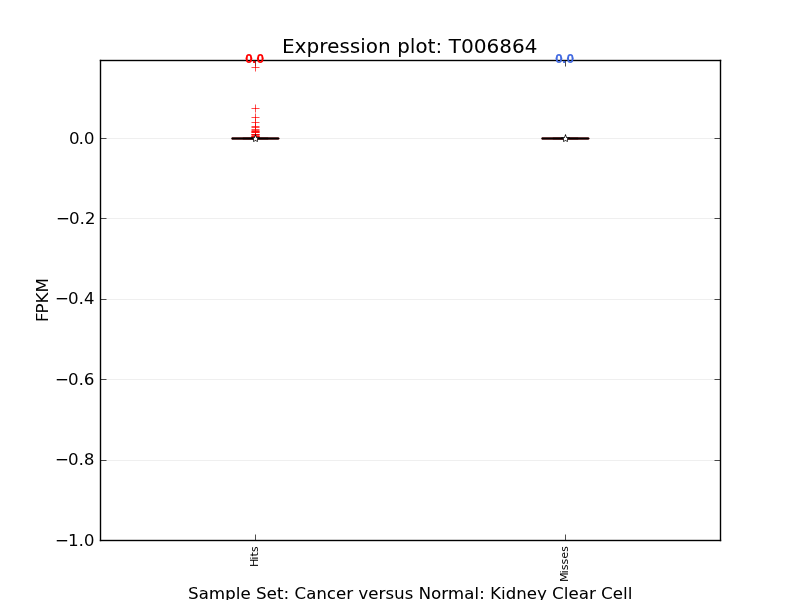 Expression plot: T006864
0.0
0.0
0.0
−0.2
−0.4
−0.6
−0.8
−1.0
FPKM
Hits
Misses
Sample Set: Cancer versus Normal: Kidney Clear Cell